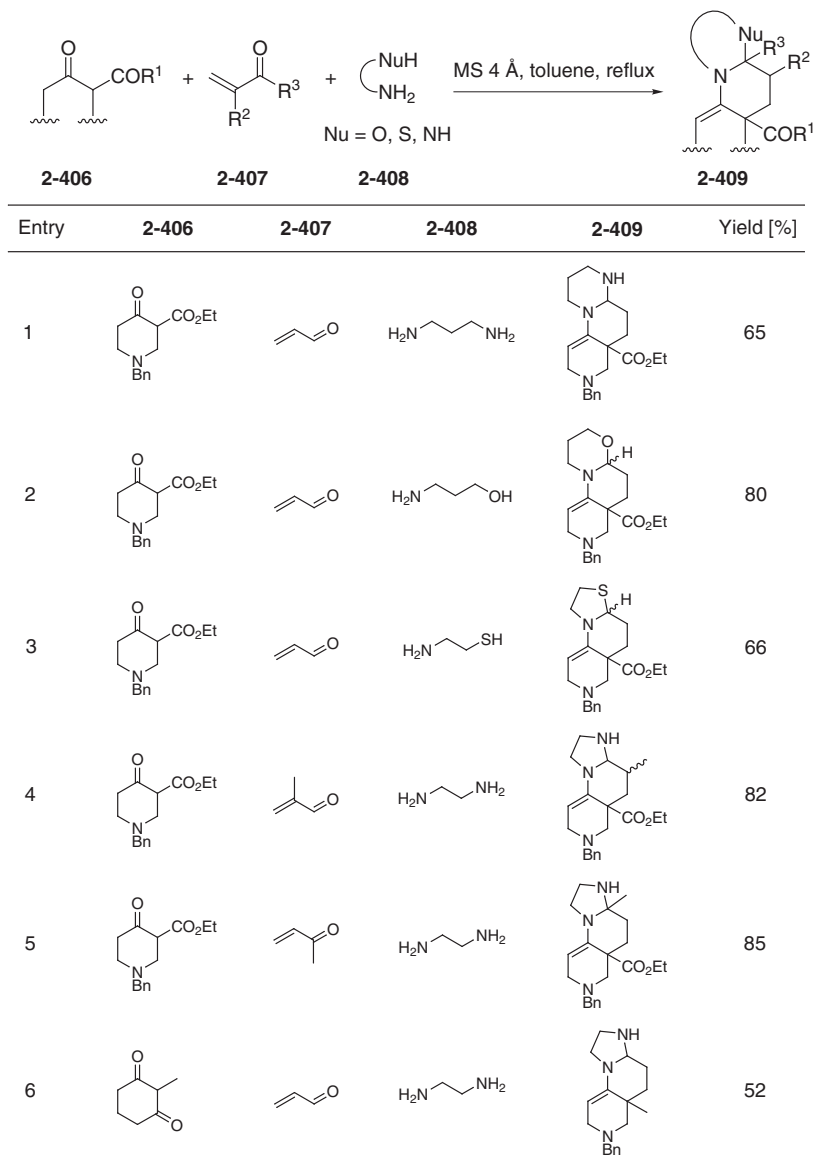 O
COR¹
+
O
R³
R²
+
NuH
NH₂
Nu = O, S, NH
MS 4 Å, toluene, reflux
Nu
R³
R²
N
COR¹
2-406 2-407 2-408 2-409
Entry 2-406 2-407 2-408 2-409 Yield [%]
1
O
CO₂Et
N
Bn
O
H₂N NH₂
NH
N
CO₂Et
N
Bn
65
2
O
CO₂Et
N
Bn
O
H₂N OH
O
H
N
CO₂Et
N
Bn
80
3
O
CO₂Et
N
Bn
O
H₂N SH
S
H
N
CO₂Et
N
Bn
66
4
O
CO₂Et
N
Bn
O
H₂N NH₂
NH
N
CO₂Et
N
Bn
82
5
O
CO₂Et
N
Bn
O
H₂N NH₂
NH
N
CO₂Et
N
Bn
85
6
O
O
O
H₂N NH₂
NH
N
N
Bn
52